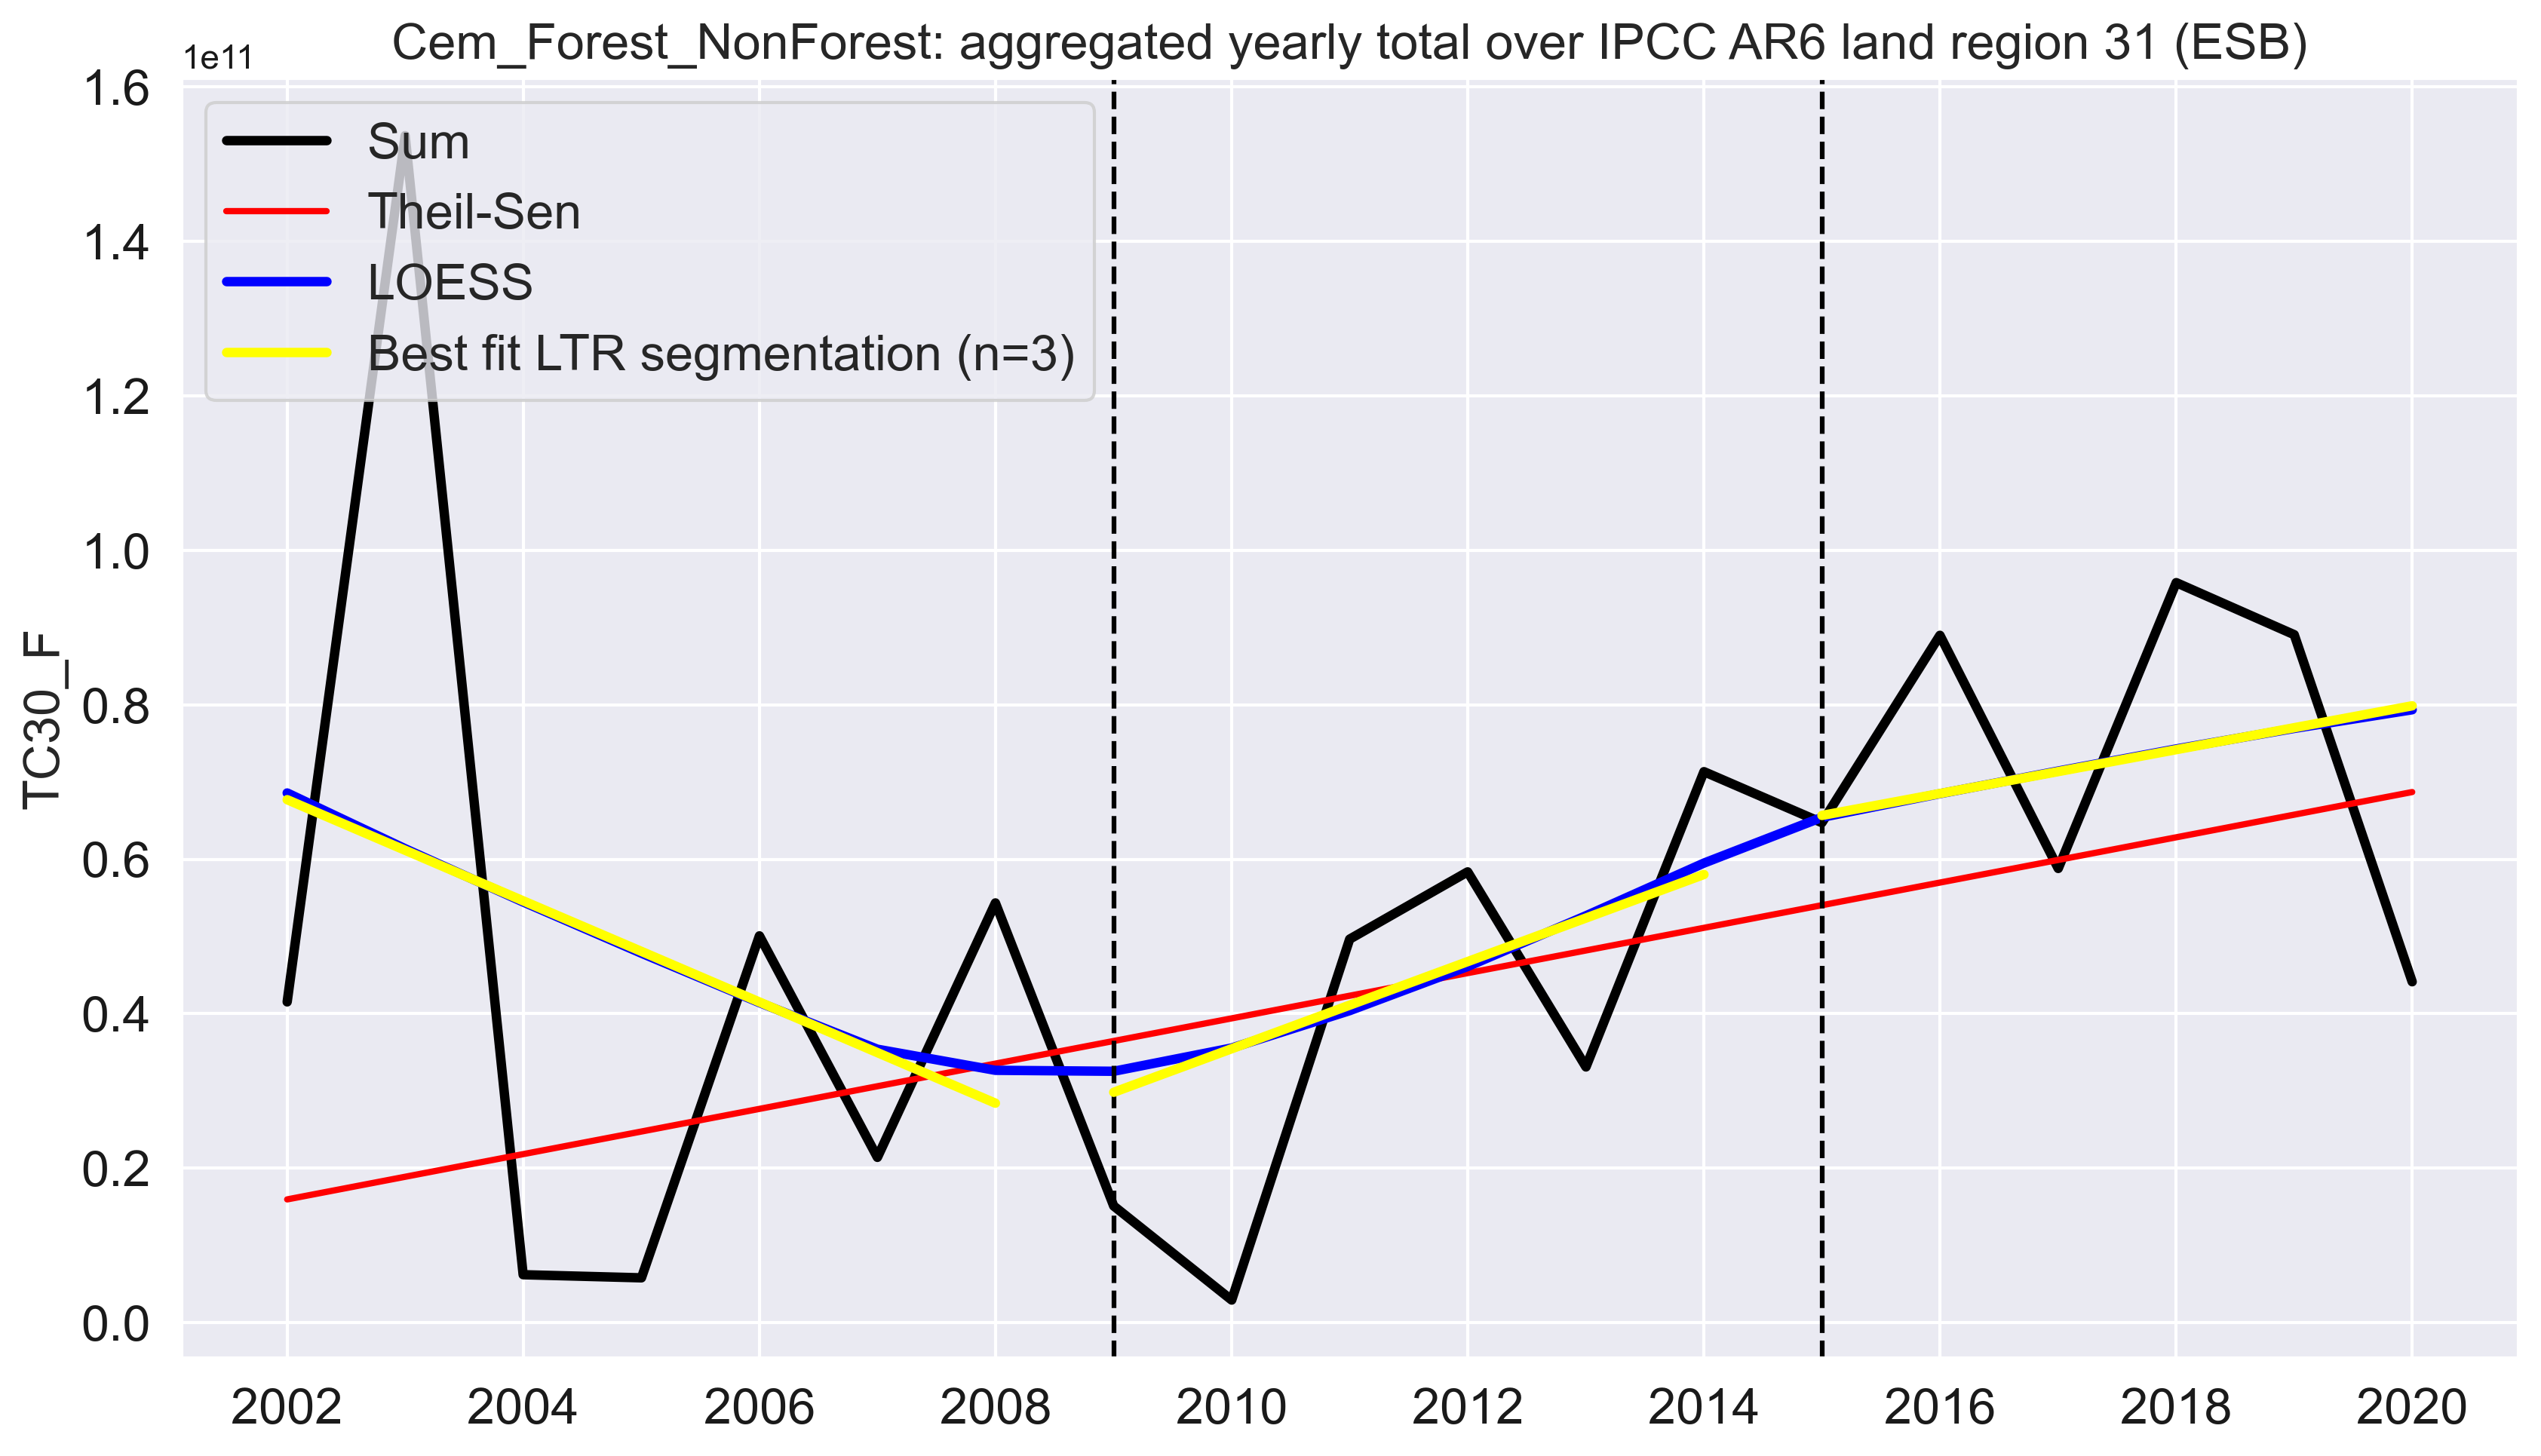 Cem_Forest_NonForest: aggregated yearly total over IPCC AR6 land region 31 (ESB)
1e11
1.6
1.4
1.2
1.0
0.8
0.6
0.4
0.2
0.0
TC30_F
Sum
Theil-Sen
LOESS
Best fit LTR segmentation (n=3)
2002 2004 2006 2008 2010 2012 2014 2016 2018 2020